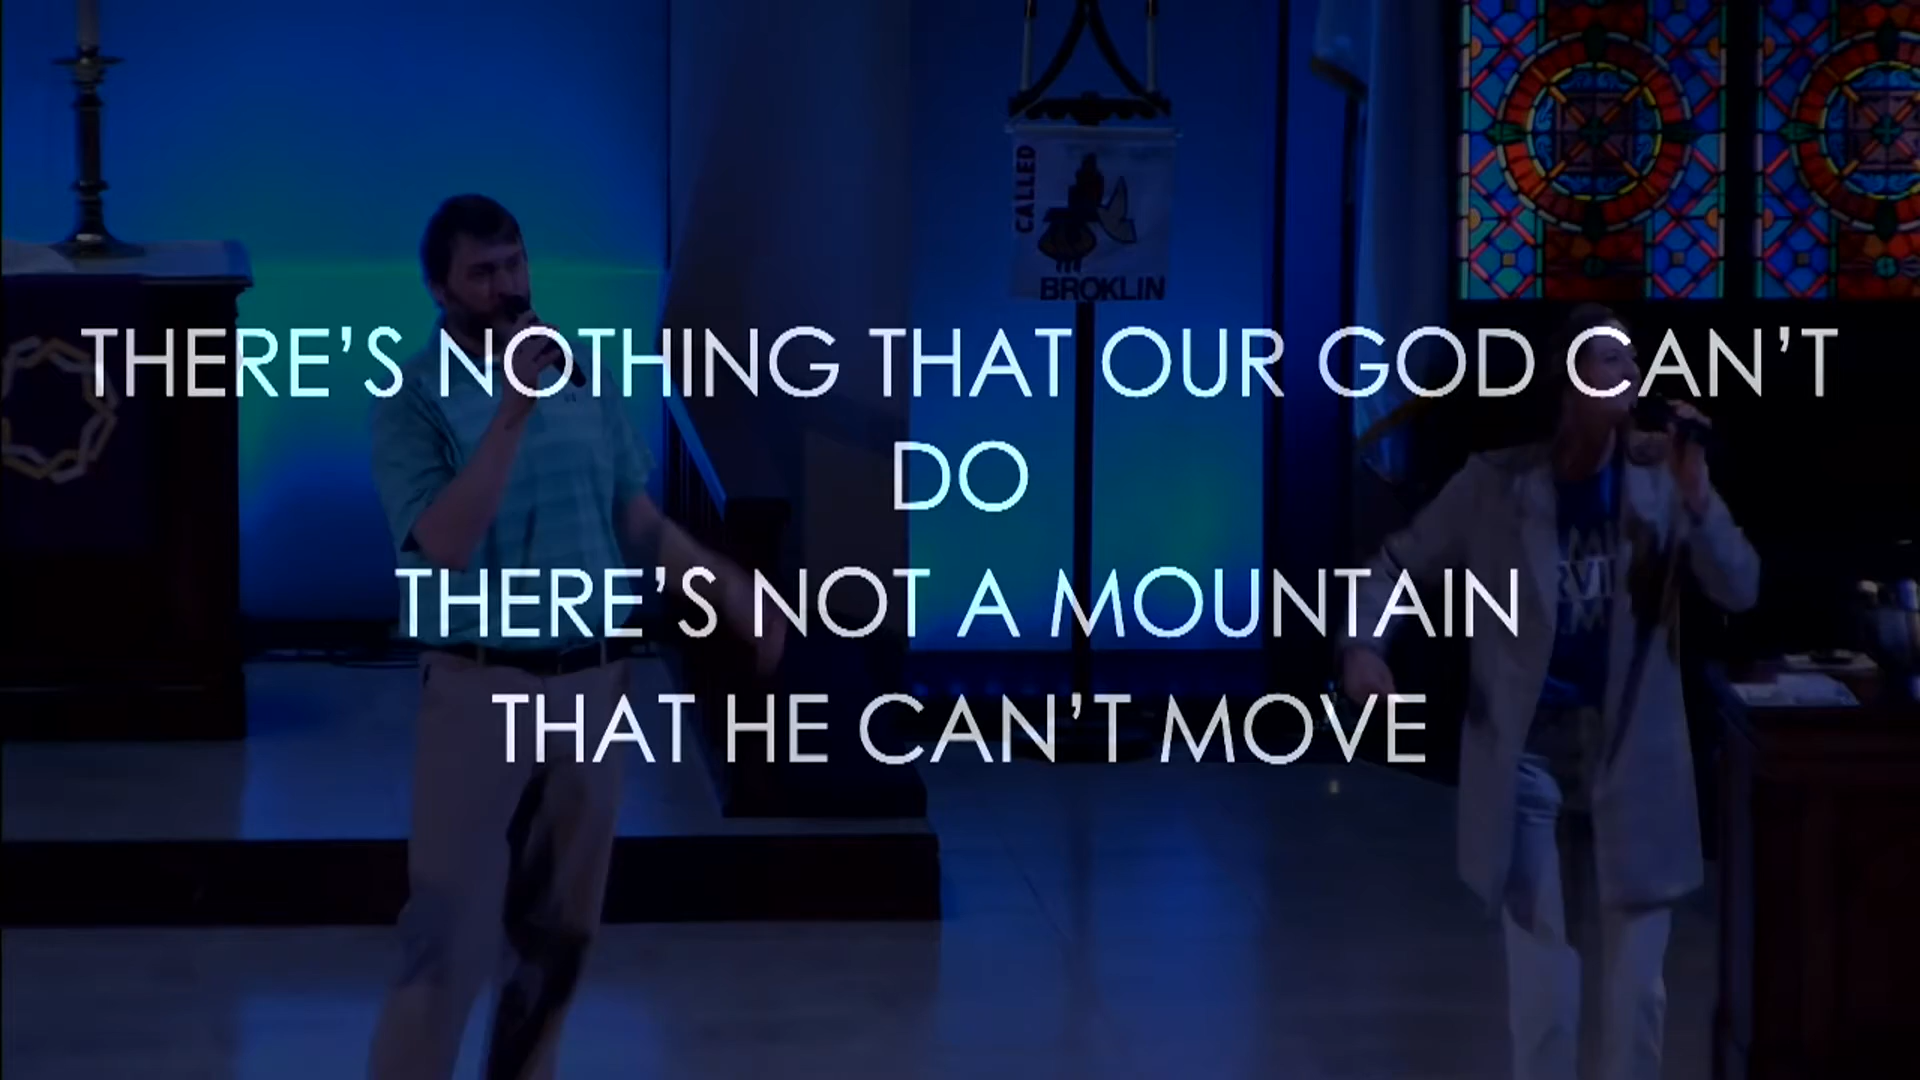 CALLED
BROKLIN
THERE’S NOTHING THAT OUR GOD CAN’T
DO
THERE’S NOT A MOUNTAIN
THAT HE CAN’T MOVE